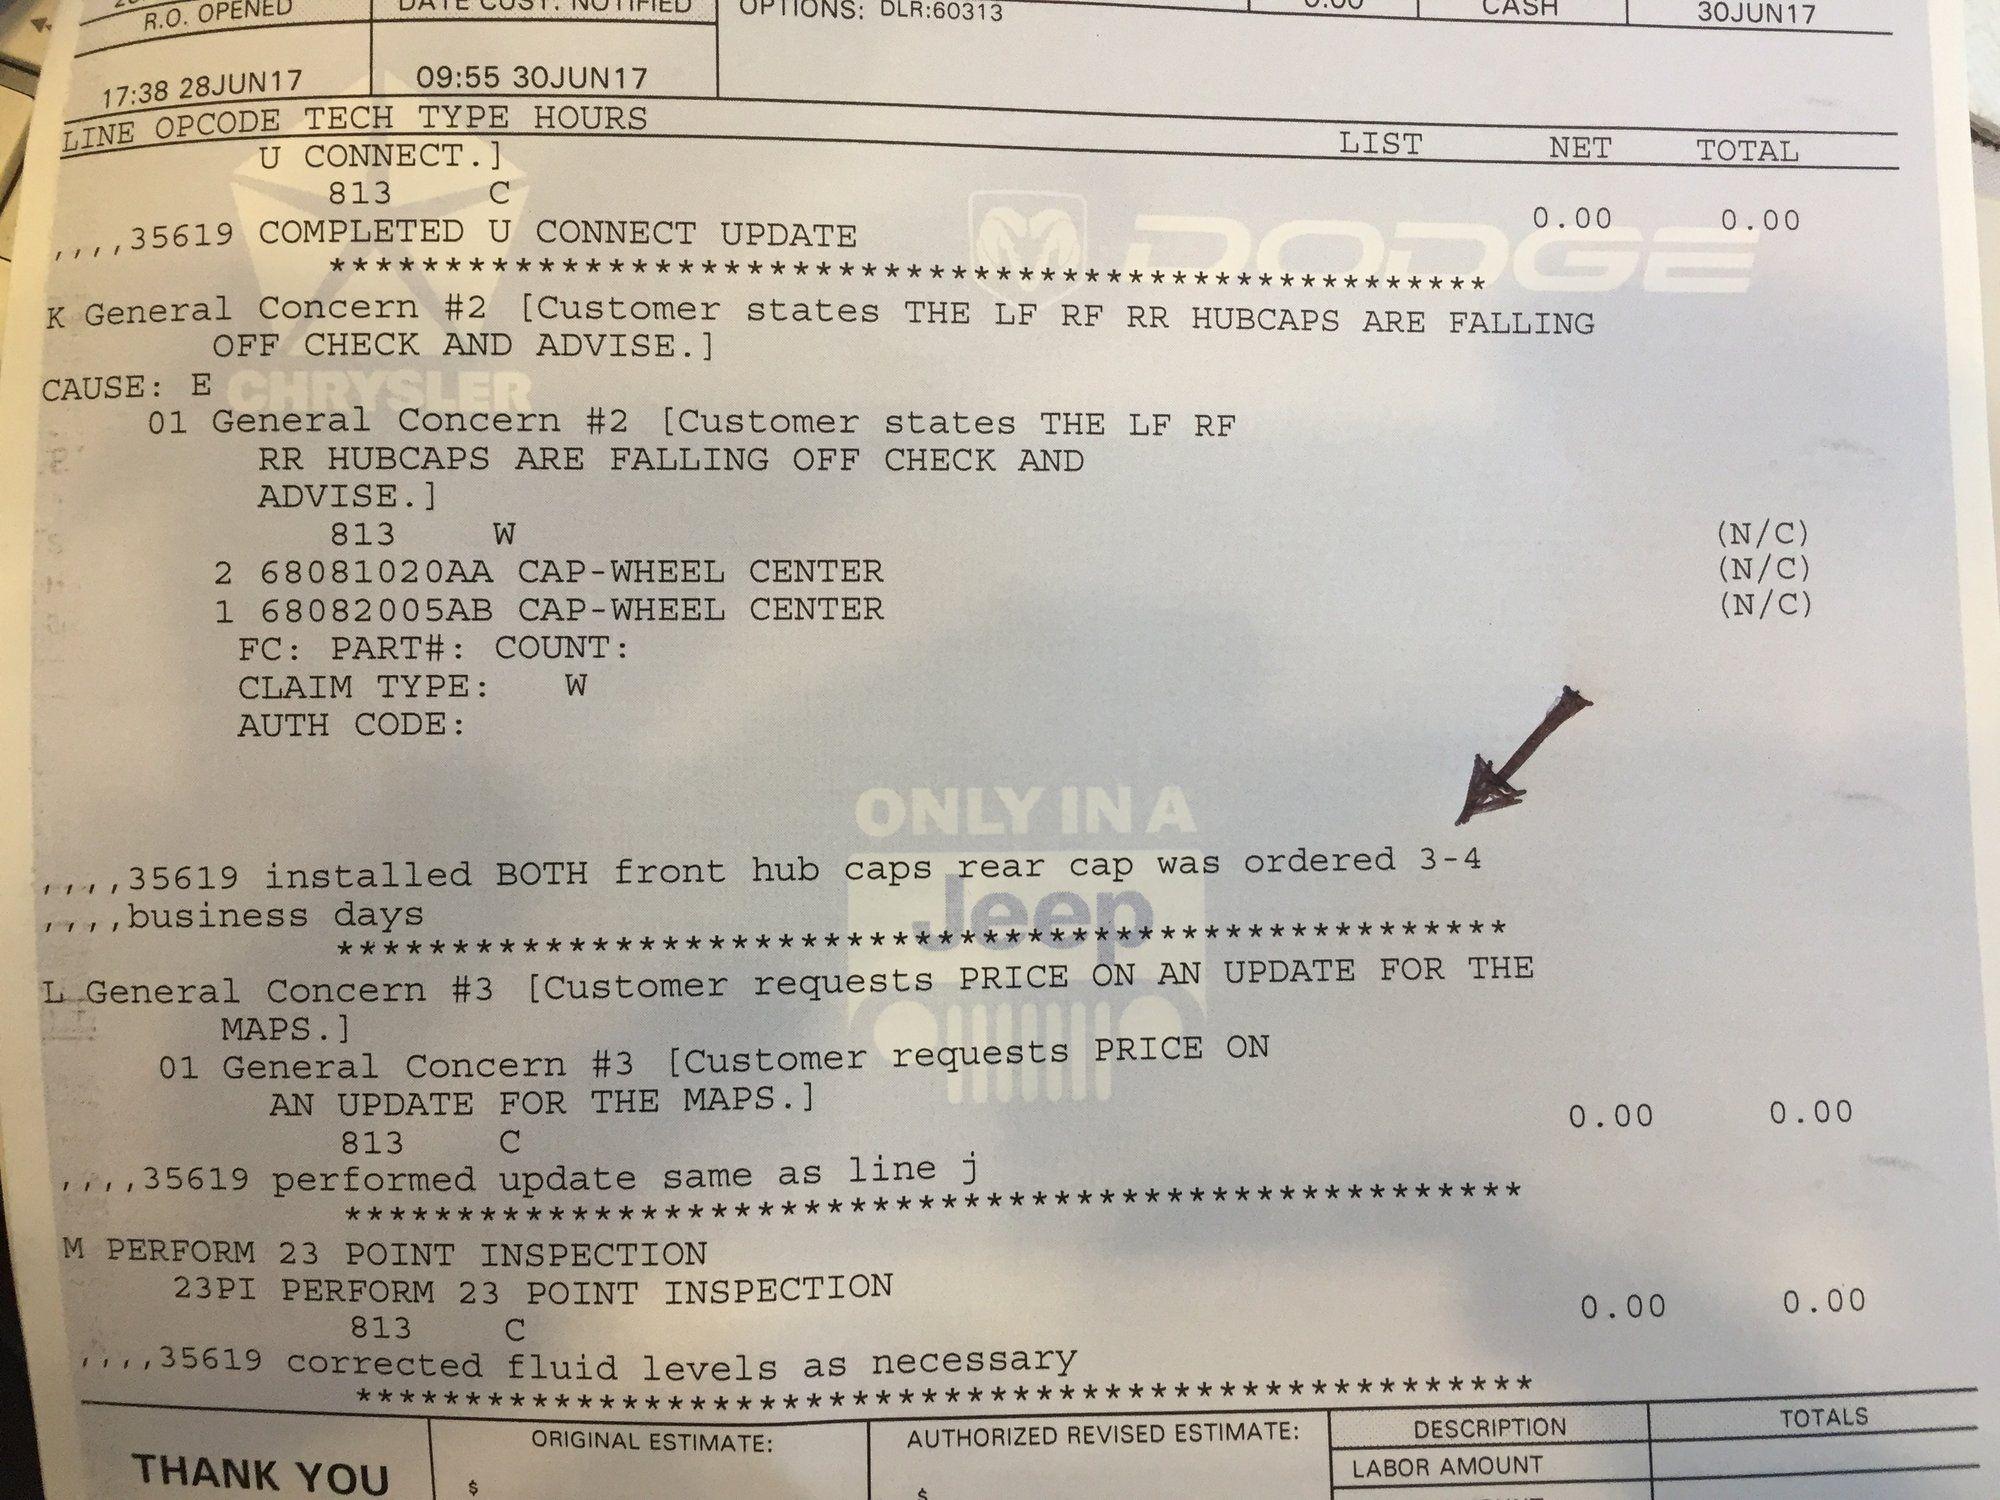 R.O. OPENED DATE CUST. NOTIFIED OPTIONS: DLR:60313 0.00 CASH 30JUN17
17:38 28JUN17 09:55 30JUN17
LINE OPCODE TECH TYPE HOURS LIST NET TOTAL
U CONNECT.]
813 C 0.00 0.00
,,,,35619 COMPLETED U CONNECT UPDATE
DODGE
**************************************************
K General Concern #2 [Customer states THE LF RF RR HUBCAPS ARE FALLING
OFF CHECK AND ADVISE.]
CAUSE: E
CHRYSLER
01 General Concern #2 [Customer states THE LF RF
RR HUBCAPS ARE FALLING OFF CHECK AND
ADVISE.]
813 W (N/C)
2 68081020AA CAP-WHEEL CENTER (N/C)
1 68082005AB CAP-WHEEL CENTER (N/C)
FC: PART#: COUNT:
CLAIM TYPE: W
AUTH CODE:
ONLY IN A
Jeep
,,,,35619 installed BOTH front hub caps rear cap was ordered 3-4
,,,,business days
**************************************************
L General Concern #3 [Customer requests PRICE ON AN UPDATE FOR THE
MAPS.]
01 General Concern #3 [Customer requests PRICE ON
AN UPDATE FOR THE MAPS.]
813 C 0.00 0.00
,,,,35619 performed update same as line j
**************************************************
M PERFORM 23 POINT INSPECTION
23PI PERFORM 23 POINT INSPECTION
813 C 0.00 0.00
,,,,35619 corrected fluid levels as necessary
**************************************************
THANK YOU ORIGINAL ESTIMATE: AUTHORIZED REVISED ESTIMATE: DESCRIPTION TOTALS
$ $ LABOR AMOUNT